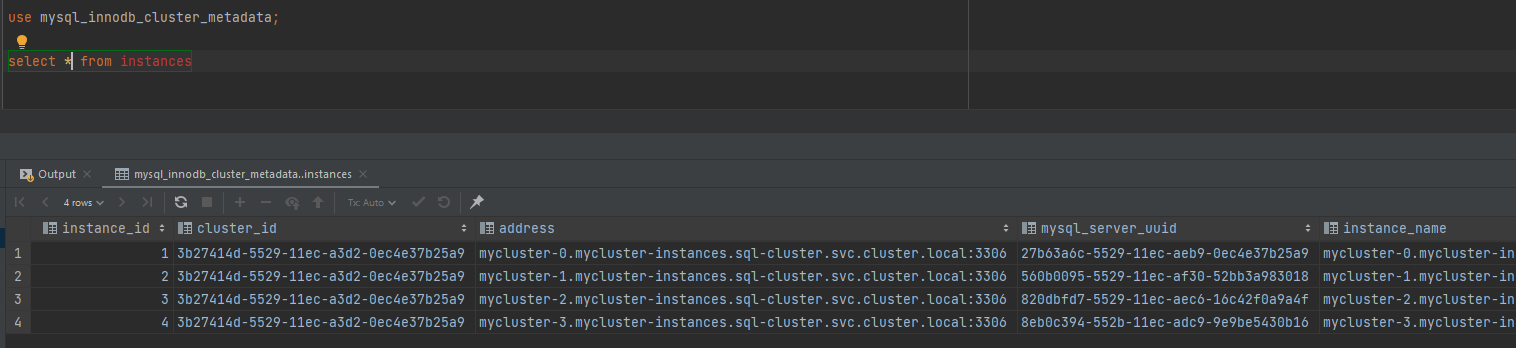 use mysql_innodb_cluster_metadata;
select * from instances
Output
mysql_innodb_cluster_metadata..instances
4 rows
Tx: Auto
instance_id cluster_id address mysql_server_uuid instance_name
1 1 3b27414d-5529-11ec-a3d2-0ec4e37b25a9 mycluster-0.mycluster-instances.sql-cluster.svc.cluster.local:3306 27b63a6c-5529-11ec-aeb9-0ec4e37b25a9 mycluster-0.mycluster-in
2 2 3b27414d-5529-11ec-a3d2-0ec4e37b25a9 mycluster-1.mycluster-instances.sql-cluster.svc.cluster.local:3306 560b0095-5529-11ec-af30-52bb3a983018 mycluster-1.mycluster-in
3 3 3b27414d-5529-11ec-a3d2-0ec4e37b25a9 mycluster-2.mycluster-instances.sql-cluster.svc.cluster.local:3306 820dbfd7-5529-11ec-aec6-16c42f0a9a4f mycluster-2.mycluster-in
4 4 3b27414d-5529-11ec-a3d2-0ec4e37b25a9 mycluster-3.mycluster-instances.sql-cluster.svc.cluster.local:3306 8eb0c394-552b-11ec-adc9-9e9be5430b16 mycluster-3.mycluster-in